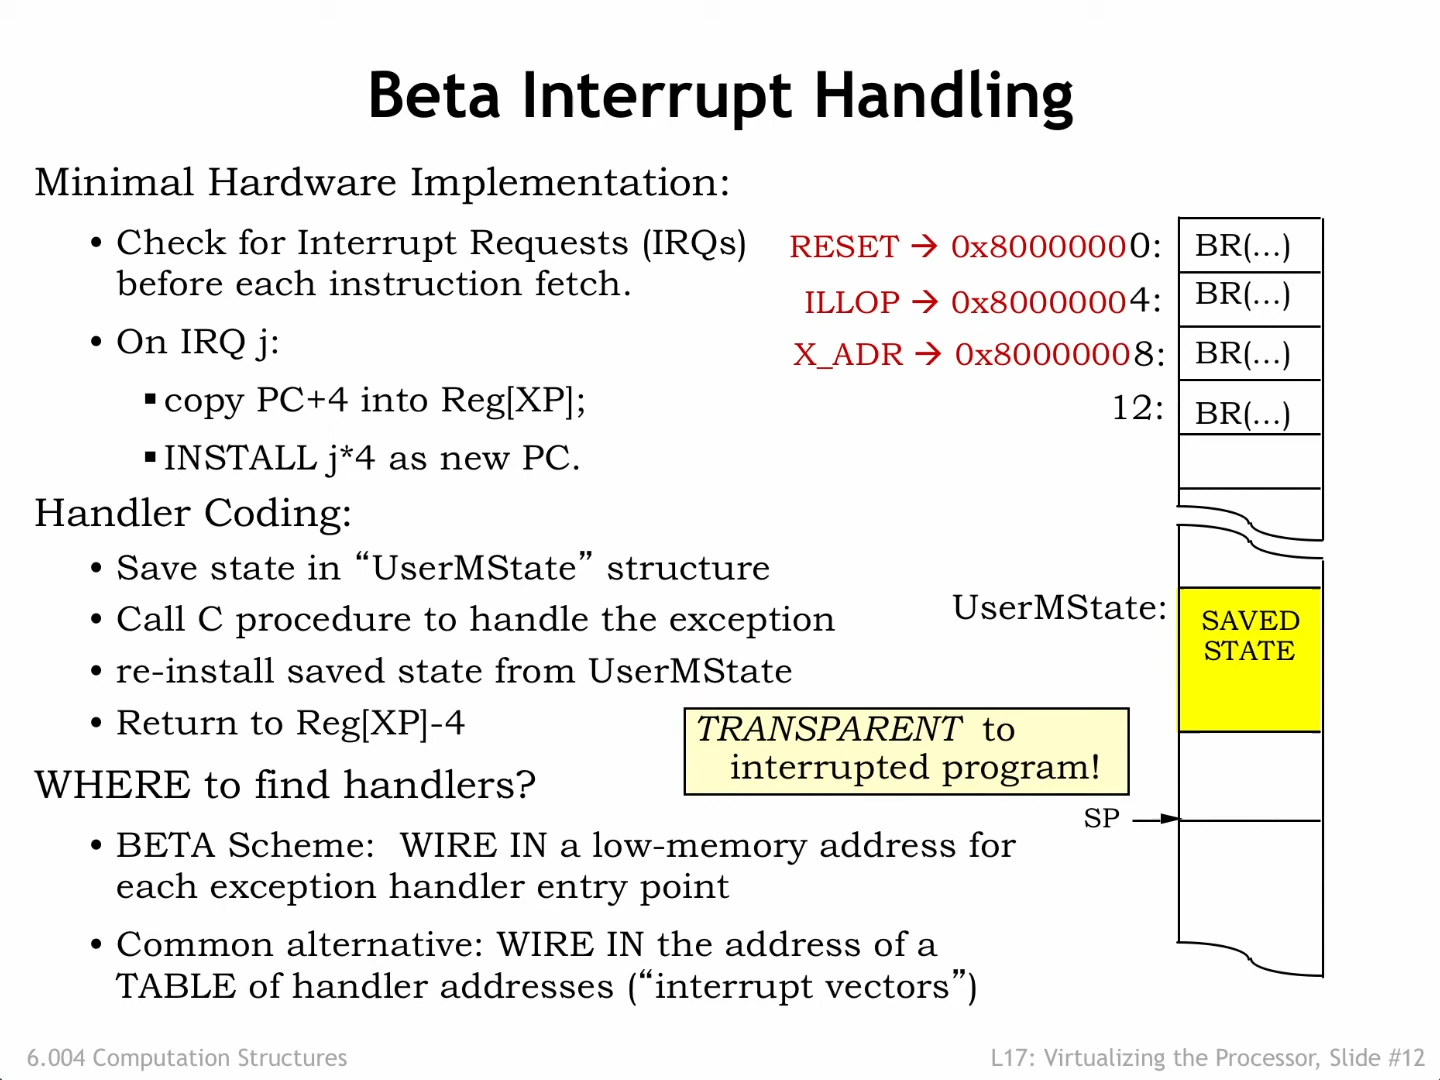 Beta Interrupt Handling
Minimal Hardware Implementation:
• Check for Interrupt Requests (IRQs)
before each instruction fetch.
• On IRQ j:
▪ copy PC+4 into Reg[XP];
▪ INSTALL j*4 as new PC.
Handler Coding:
• Save state in “UserMState” structure
• Call C procedure to handle the exception
• re-install saved state from UserMState
• Return to Reg[XP]-4
WHERE to find handlers?
• BETA Scheme: WIRE IN a low-memory address for
each exception handler entry point
• Common alternative: WIRE IN the address of a
TABLE of handler addresses (“interrupt vectors”)
RESET → 0x80000000: BR(...)
ILLOP → 0x80000004: BR(...)
X_ADR → 0x80000008: BR(...)
12: BR(...)
UserMState: SAVED
STATE
TRANSPARENT to
interrupted program!
SP
6.004 Computation Structures
L17: Virtualizing the Processor, Slide #12